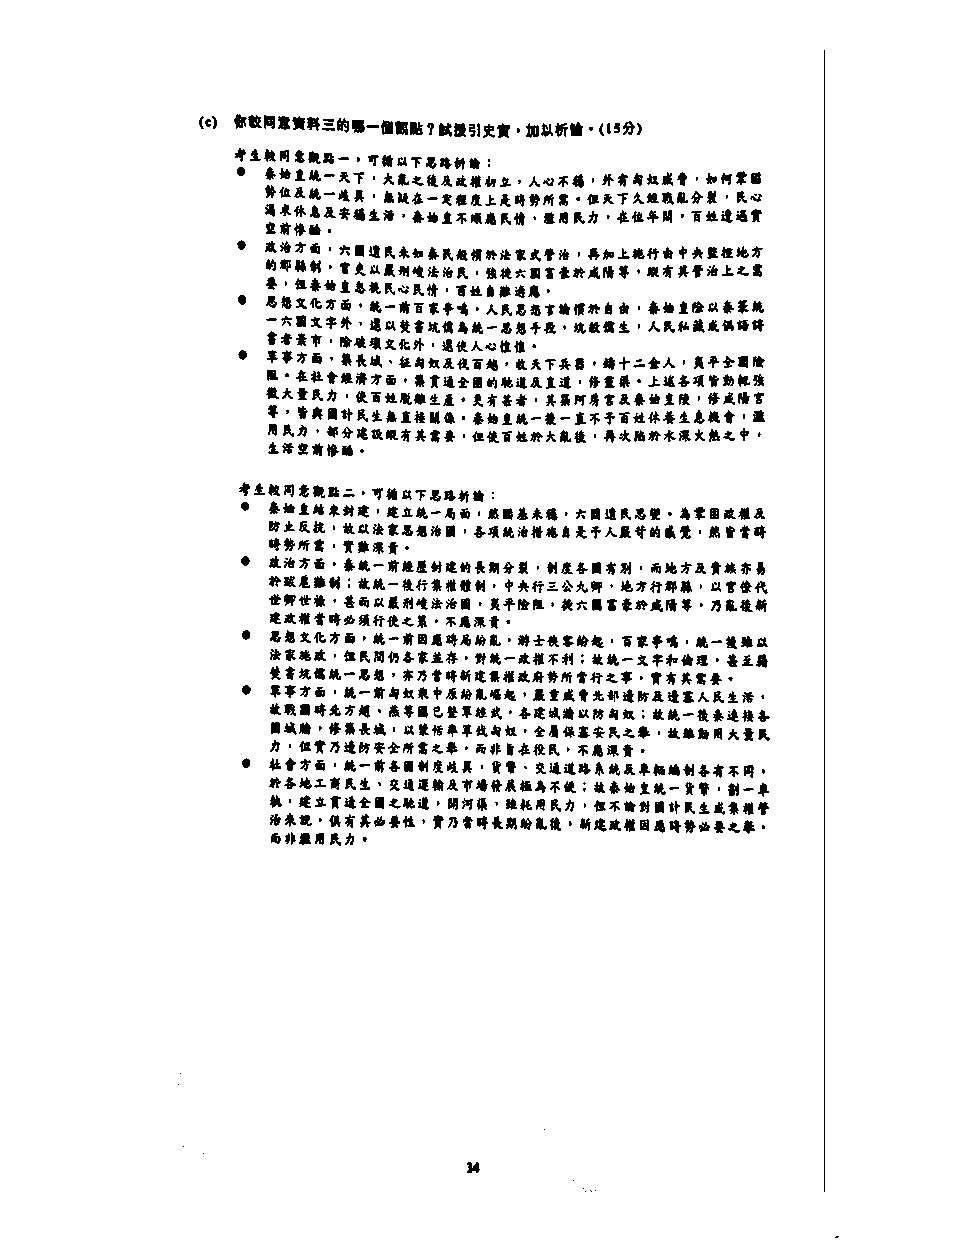 (c) 你較同意資料三的哪一個觀點？試援引史實，加以析論。(15分)
考生較同意觀點一，可循以下思路析論：
● 秦始皇統一天下，大亂之後及政權初立，人心不穩，外有匈奴威脅，如何鞏固
勢位及統一歧異，無疑在一定程度上是時勢所需。但天下久經戰亂分裂，民心
渴求休息及安穩生活，秦始皇不順應民情，濫用民力，在位年間，百姓遭遇實
空前慘酷。
● 政治方面，六國遺民未如秦民般慣於法家式管治，再加上施行由中央監控地方
的郡縣制，官吏以嚴刑峻法治民，強徙六國富豪於咸陽等，縱有其管治上之需
要，但秦始皇忽視民心民情，百姓自難適應。
● 思想文化方面，統一前百家爭鳴，人民思想言論慣於自由，秦始皇除以秦篆統
一六國文字外，還以焚書坑儒為統一思想手段，坑殺儒生，人民私藏或偶語詩
書者棄市，除破壞文化外，還使人心惶惶。
● 軍事方面，築長城、征匈奴及伐百越，收天下兵器，鑄十二金人，夷平全國險
阻。在社會經濟方面，築貫通全國的馳道及直道，修靈渠。上述各項皆動輒強
徵大量民力，使百姓脫離生產。更有甚者，其築阿房宮及秦始皇陵，修咸陽宮
等，皆與國計民生無直接關係。秦始皇統一後一直不予百姓休養生息機會，濫
用民力，部分建設縱有其需要，但使百姓於大亂後，再次陷於水深火熱之中，
生活空前慘酷。
考生較同意觀點二，可循以下思路析論：
● 秦始皇結束封建，建立統一局面，然酷基未穩，六國遺民思變。為鞏固政權及
防止反抗，故以法家思想治國，各項統治措施自是予人嚴苛的感覺，然皆當時
時勢所需，實難深責。
● 政治方面，秦統一前經歷封建的長期分裂，制度各國有別，而地方及貴族亦易
於跋扈難制；故統一後行集權體制，中央行三公九卿，地方行郡縣，以官僚代
世卿世祿，甚而以嚴刑峻法治國，夷平險阻，徙六國富豪於咸陽等，乃亂後新
建政權當時必須行使之策，不應深責。
● 思想文化方面，統一前因應時局紛亂，游士俠客紛起，百家爭鳴，統一後雖以
法家施政，但民間仍各家並存，對統一政權不利；故統一文字和倫理，甚至藉
焚書坑儒統一思想，亦乃當時新建集權政府勢所當行之事，實有其需要。
● 軍事方面，統一前匈奴乘中原紛亂崛起，嚴重威脅北部邊防及邊塞人民生活，
故戰國時北方趙、燕等國已整軍經武，各建城牆以防匈奴；故統一後秦連接各
國城牆，修築長城，以蒙恬率軍伐匈奴，全屬保塞安民之舉，故雖動用大量民
力，但實乃邊防安全所需之舉，而非旨在役民，不應深責。
● 社會方面，統一前各國制度歧異，貨幣、交通道路系統及車輛編制各有不同，
於各地工商民生、交通運輸及市場發展極為不便；故秦始皇統一貨幣，劃一車
軌，建立貫通全國之馳道，開河渠，雖耗用民力，但不論對國計民生或集權管
治來說，俱有其必要性，實乃當時長期紛亂後，新建政權因應時勢必要之舉，
而非濫用民力。
14